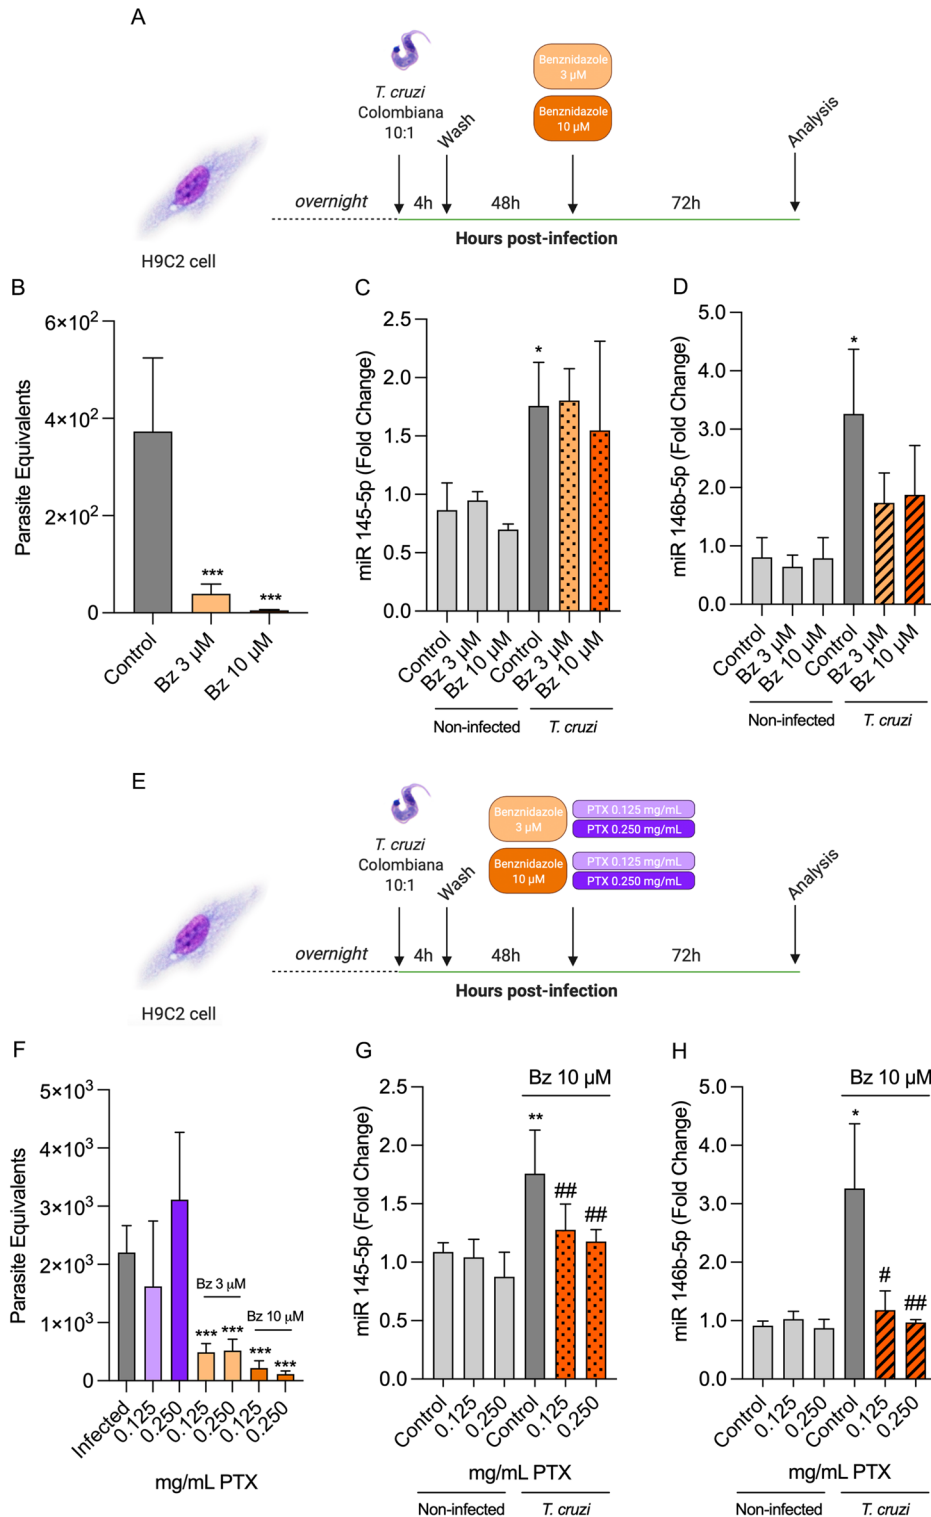 A
T. cruzi
Colombiana
10:1
Wash
Benznidazole
3 µM
Benznidazole
10 µM
Analysis
overnight
4h
48h
72h
Hours post-infection
H9C2 cell
B
Parasite Equivalents
6×10²
4×10²
2×10²
0
***
***
Control
Bz 3 µM
Bz 10 µM
C
miR 145-5p (Fold Change)
2.5
2.0
1.5
1.0
0.5
0.0
*
Control
Bz 3 µM
Bz 10 µM
Control
Bz 3 µM
Bz 10 µM
Non-infected
T. cruzi
D
miR 146b-5p (Fold Change)
5.0
4.0
3.0
2.0
1.0
0.0
*
Control
Bz 3 µM
Bz 10 µM
Control
Bz 3 µM
Bz 10 µM
Non-infected
T. cruzi
E
T. cruzi
Colombiana
10:1
Wash
Benznidazole
3 µM
PTX 0.125 mg/mL
PTX 0.250 mg/mL
Benznidazole
10 µM
PTX 0.125 mg/mL
PTX 0.250 mg/mL
Analysis
overnight
4h
48h
72h
Hours post-infection
H9C2 cell
F
Parasite Equivalents
5×10³
4×10³
3×10³
2×10³
1×10³
0
Bz 3 µM
*** ***
Bz 10 µM
*** ***
Infected
0.125
0.250
0.125
0.250
0.125
0.250
mg/mL PTX
G
miR 145-5p (Fold Change)
2.5
2.0
1.5
1.0
0.5
0.0
Bz 10 µM
**
##
##
Control
0.125
0.250
Control
0.125
0.250
mg/mL PTX
Non-infected
T. cruzi
H
miR 146b-5p (Fold Change)
5.0
4.0
3.0
2.0
1.0
0.0
Bz 10 µM
*
#
##
Control
0.125
0.250
Control
0.125
0.250
mg/mL PTX
Non-infected
T. cruzi